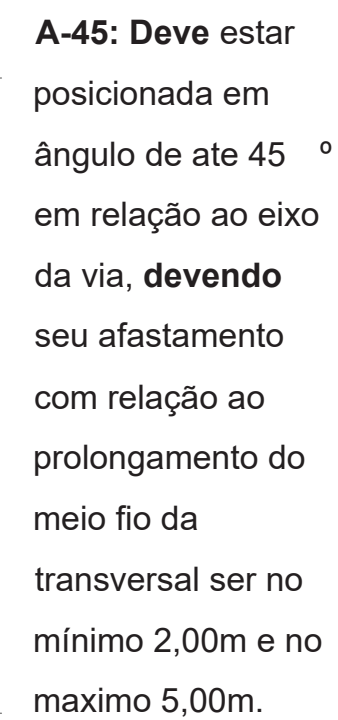 A-45: Deve estar
posicionada em
ângulo de ate 45 º
em relação ao eixo
da via, devendo
seu afastamento
com relação ao
prolongamento do
meio fio da
transversal ser no
mínimo 2,00m e no
maximo 5,00m.